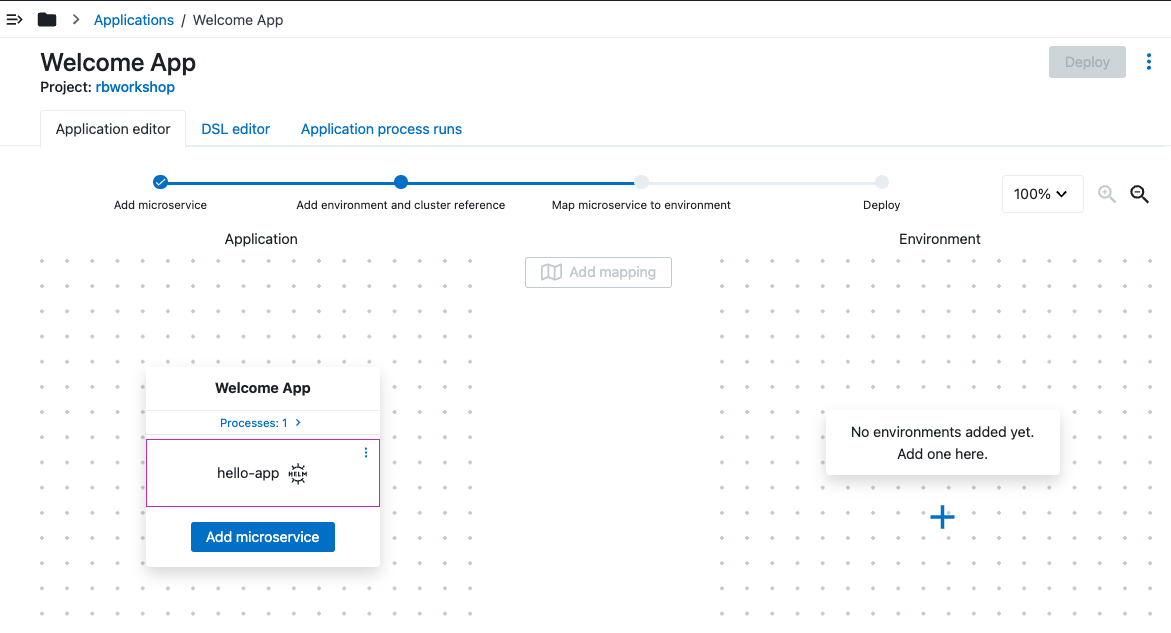 Applications / Welcome App
Welcome App
Deploy
Project: rbworkshop
Application editor
DSL editor
Application process runs
Add microservice
Add environment and cluster reference
Map microservice to environment
Deploy
100%
Application
Environment
Add mapping
Welcome App
Processes: 1
hello-app HELM
Add microservice
No environments added yet.
Add one here.